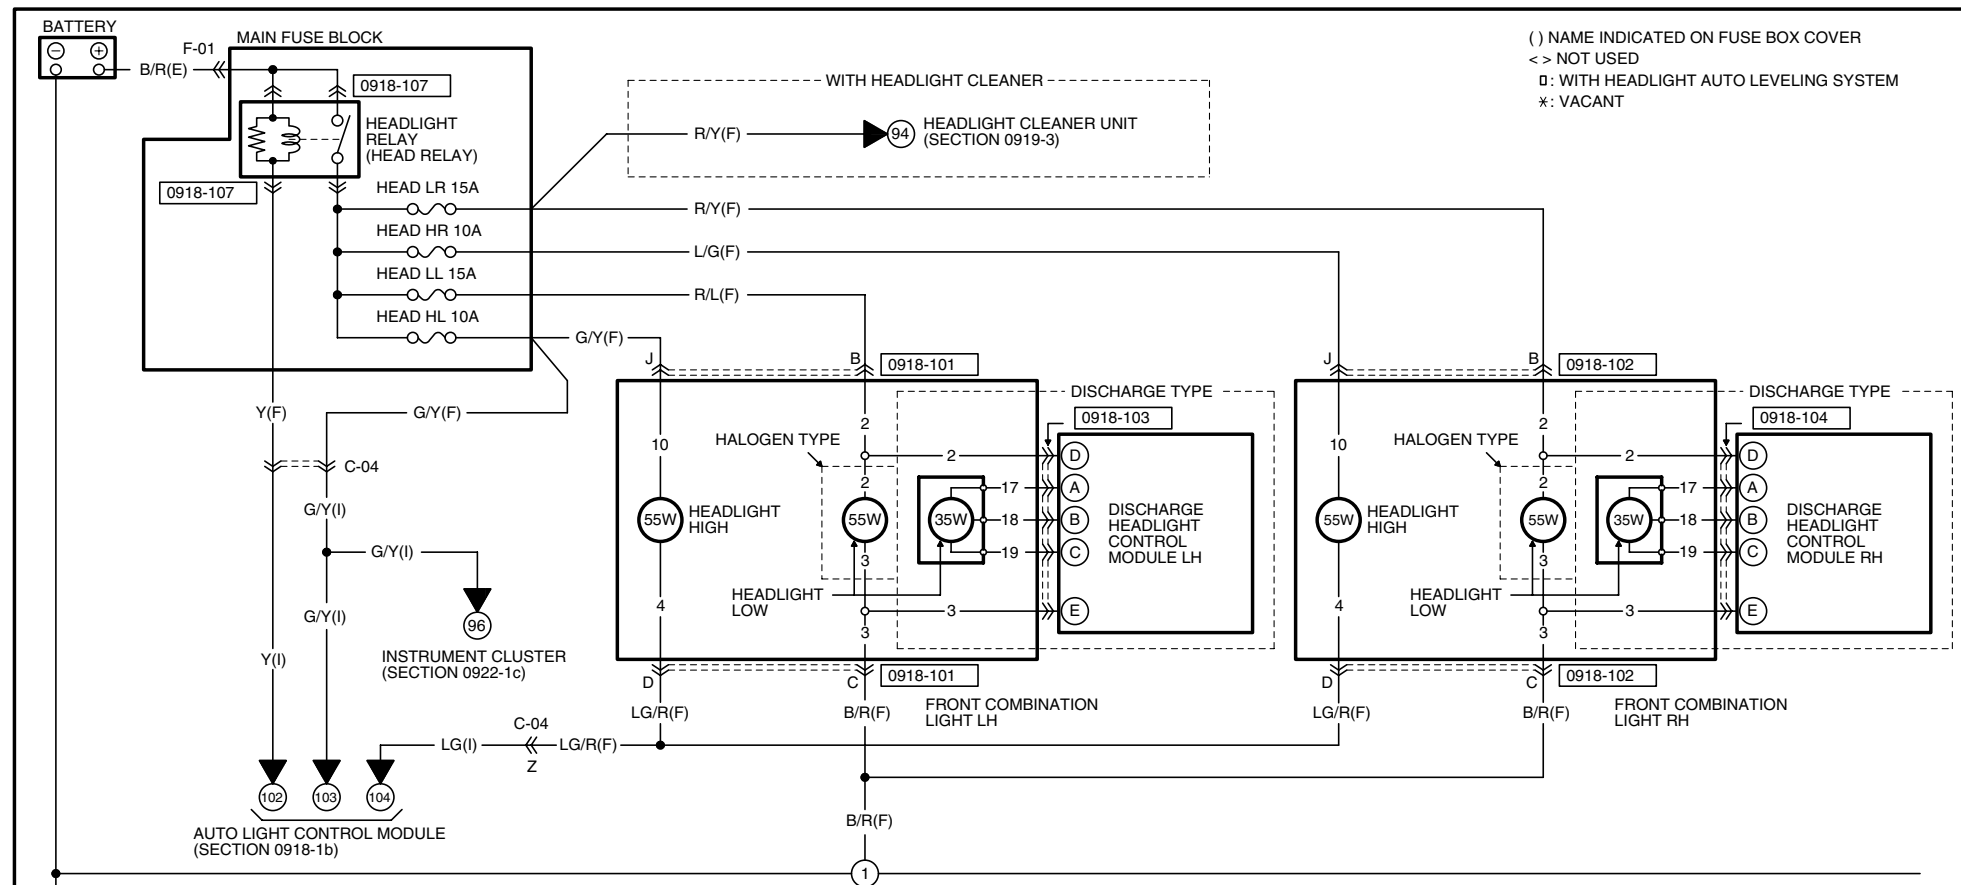 BATTERY
F-01
MAIN FUSE BLOCK
B/R(E)
0918-107
HEADLIGHT
RELAY
(HEAD RELAY)
0918-107
HEAD LR 15A
HEAD HR 10A
HEAD LL 15A
HEAD HL 10A
WITH HEADLIGHT CLEANER
R/Y(F)
94
HEADLIGHT CLEANER UNIT
(SECTION 0919-3)
( ) NAME INDICATED ON FUSE BOX COVER
< > NOT USED
▯: WITH HEADLIGHT AUTO LEVELING SYSTEM
*: VACANT
R/Y(F)
L/G(F)
R/L(F)
G/Y(F)
Y(F)
G/Y(F)
C-04
G/Y(I)
G/Y(I)
G/Y(I)
Y(I)
96
INSTRUMENT CLUSTER
(SECTION 0922-1c)
J
B
0918-101
DISCHARGE TYPE
0918-103
2
10
HALOGEN TYPE
2
D
2
17
A
55W
HEADLIGHT
HIGH
55W
35W
18
B
DISCHARGE
HEADLIGHT
CONTROL
MODULE LH
3
19
C
4
HEADLIGHT
LOW
3
E
3
D
C
0918-101
LG/R(F)
B/R(F)
FRONT COMBINATION
LIGHT LH
J
B
0918-102
DISCHARGE TYPE
0918-104
2
10
HALOGEN TYPE
2
D
2
17
A
55W
HEADLIGHT
HIGH
55W
35W
18
B
DISCHARGE
HEADLIGHT
CONTROL
MODULE RH
3
19
C
4
HEADLIGHT
LOW
3
E
3
D
C
0918-102
LG/R(F)
B/R(F)
FRONT COMBINATION
LIGHT RH
C-04
LG(I)
LG/R(F)
Z
102
103
104
AUTO LIGHT CONTROL MODULE
(SECTION 0918-1b)
B/R(F)
1